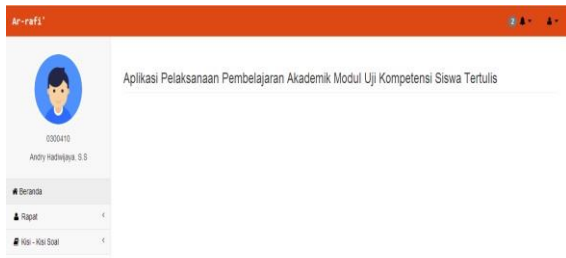 Ar-rafi'
2
Aplikasi Pelaksanaan Pembelajaran Akademik Modul Uji Kompetensi Siswa Tertulis
0300410
Andry Hadiwijaya, S.S
Beranda
Rapat
Kisi - Kisi Soal